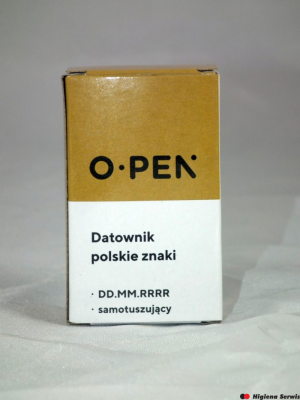 O·PEN
Datownik
polskie znaki
· DD.MM.RRRR
· samotuszujący
Higiena Serwis